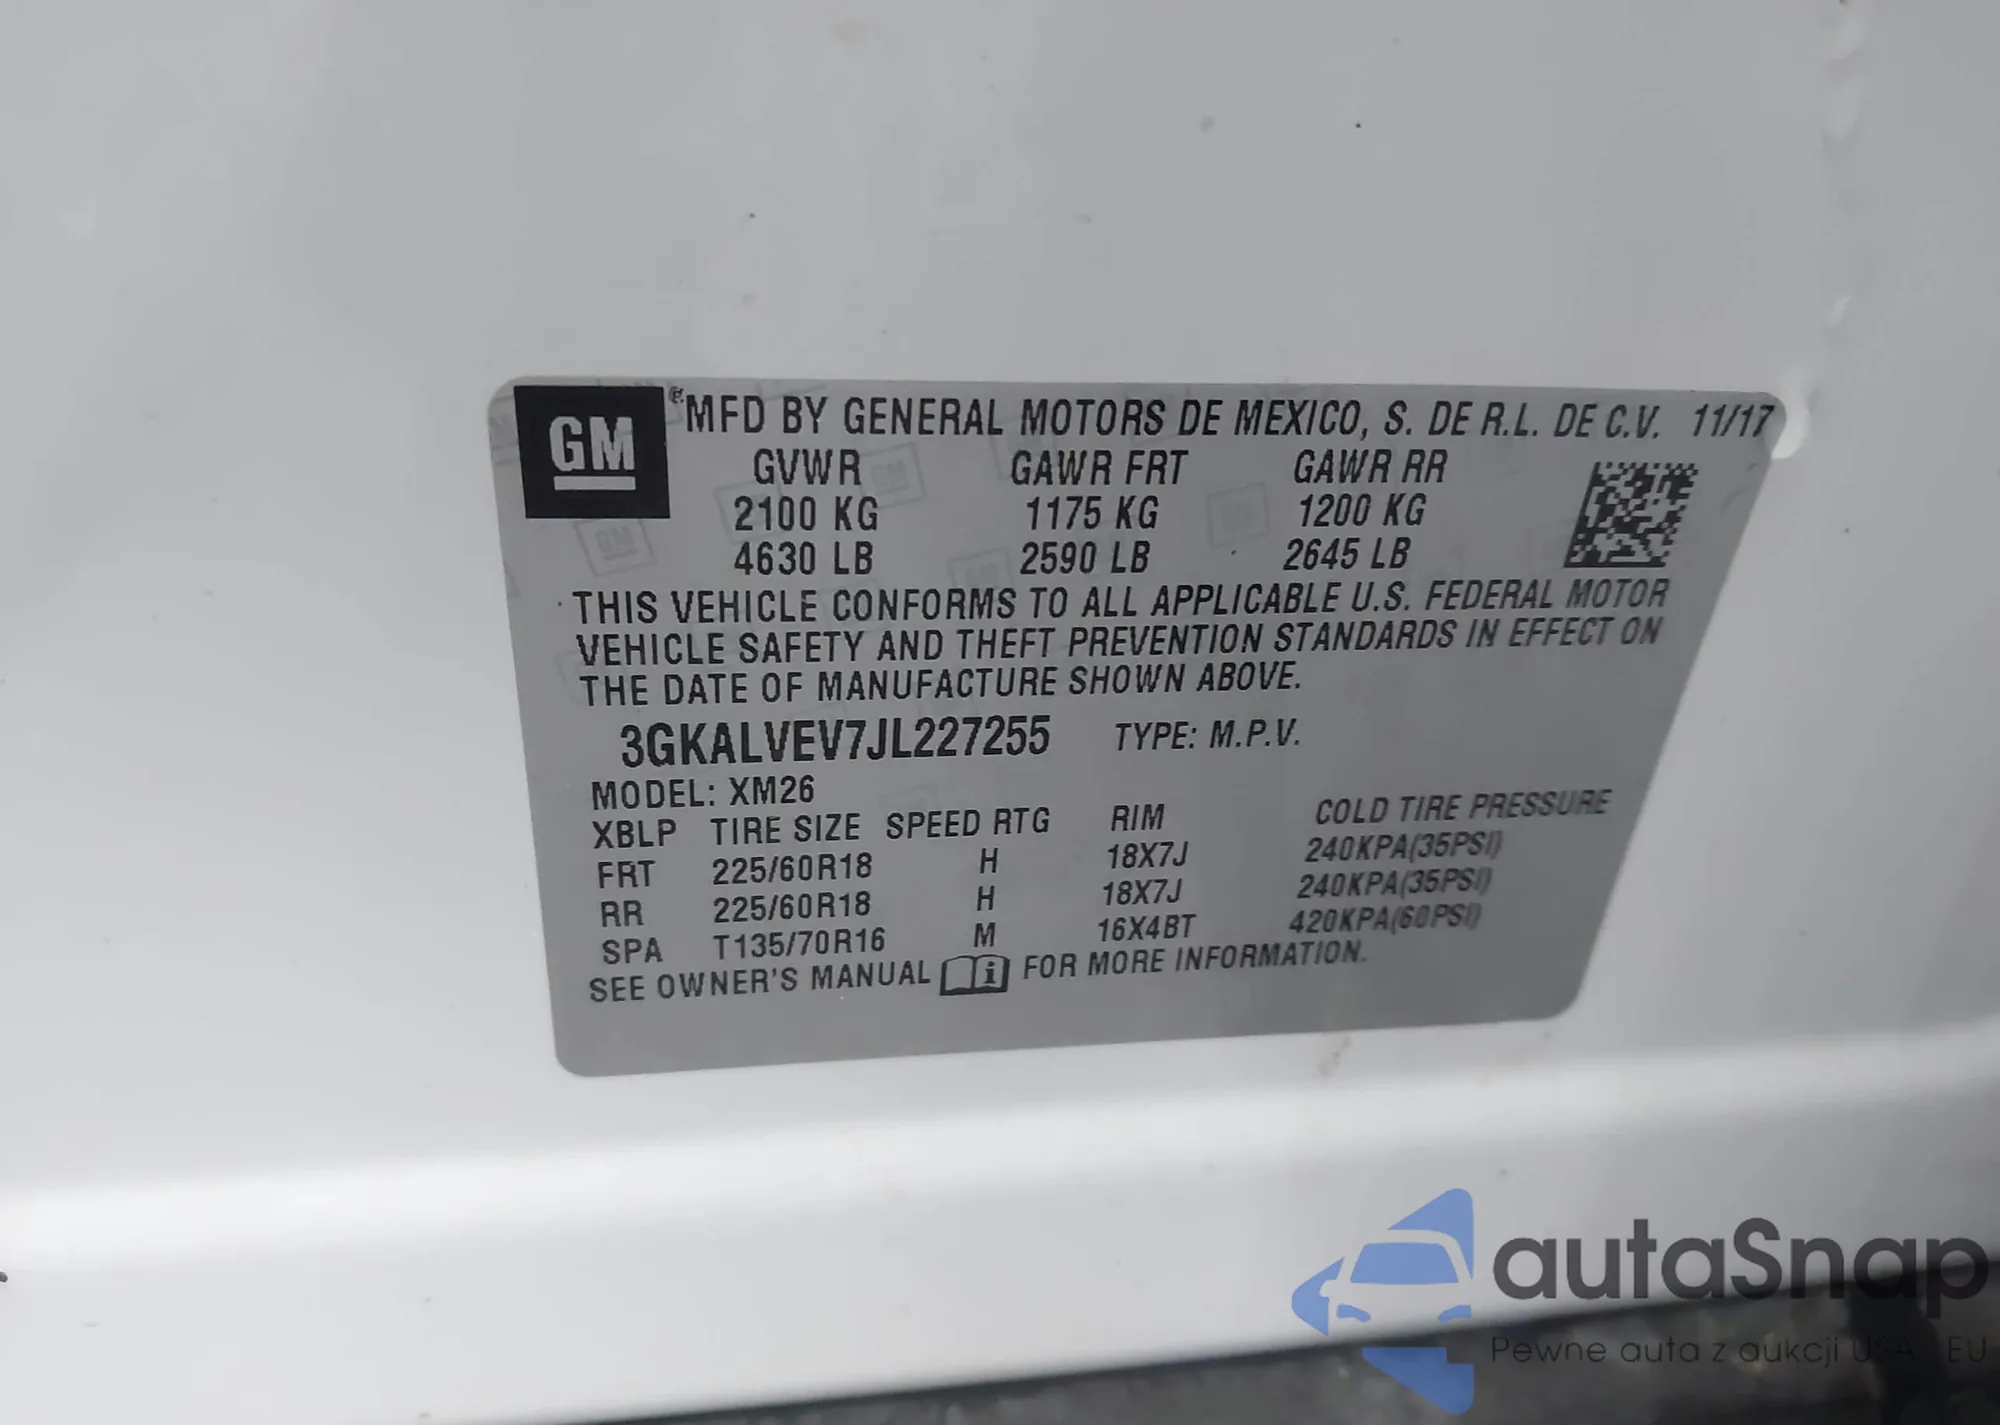 GM
®MFD BY GENERAL MOTORS DE MEXICO, S. DE R.L. DE C.V. 11/17
GVWR GAWR FRT GAWR RR
2100 KG 1175 KG 1200 KG
4630 LB 2590 LB 2645 LB
THIS VEHICLE CONFORMS TO ALL APPLICABLE U.S. FEDERAL MOTOR
VEHICLE SAFETY AND THEFT PREVENTION STANDARDS IN EFFECT ON
THE DATE OF MANUFACTURE SHOWN ABOVE.
3GKALVEV7JL227255 TYPE: M.P.V.
MODEL: XM26
XBLP TIRE SIZE SPEED RTG RIM COLD TIRE PRESSURE
FRT 225/60R18 H 18X7J 240KPA(35PSI)
RR 225/60R18 H 18X7J 240KPA(35PSI)
SPA T135/70R16 M 16X4BT 420KPA(60PSI)
SEE OWNER'S MANUAL i FOR MORE INFORMATION.
autoSnap
Pewne auta z aukcji USA i EU